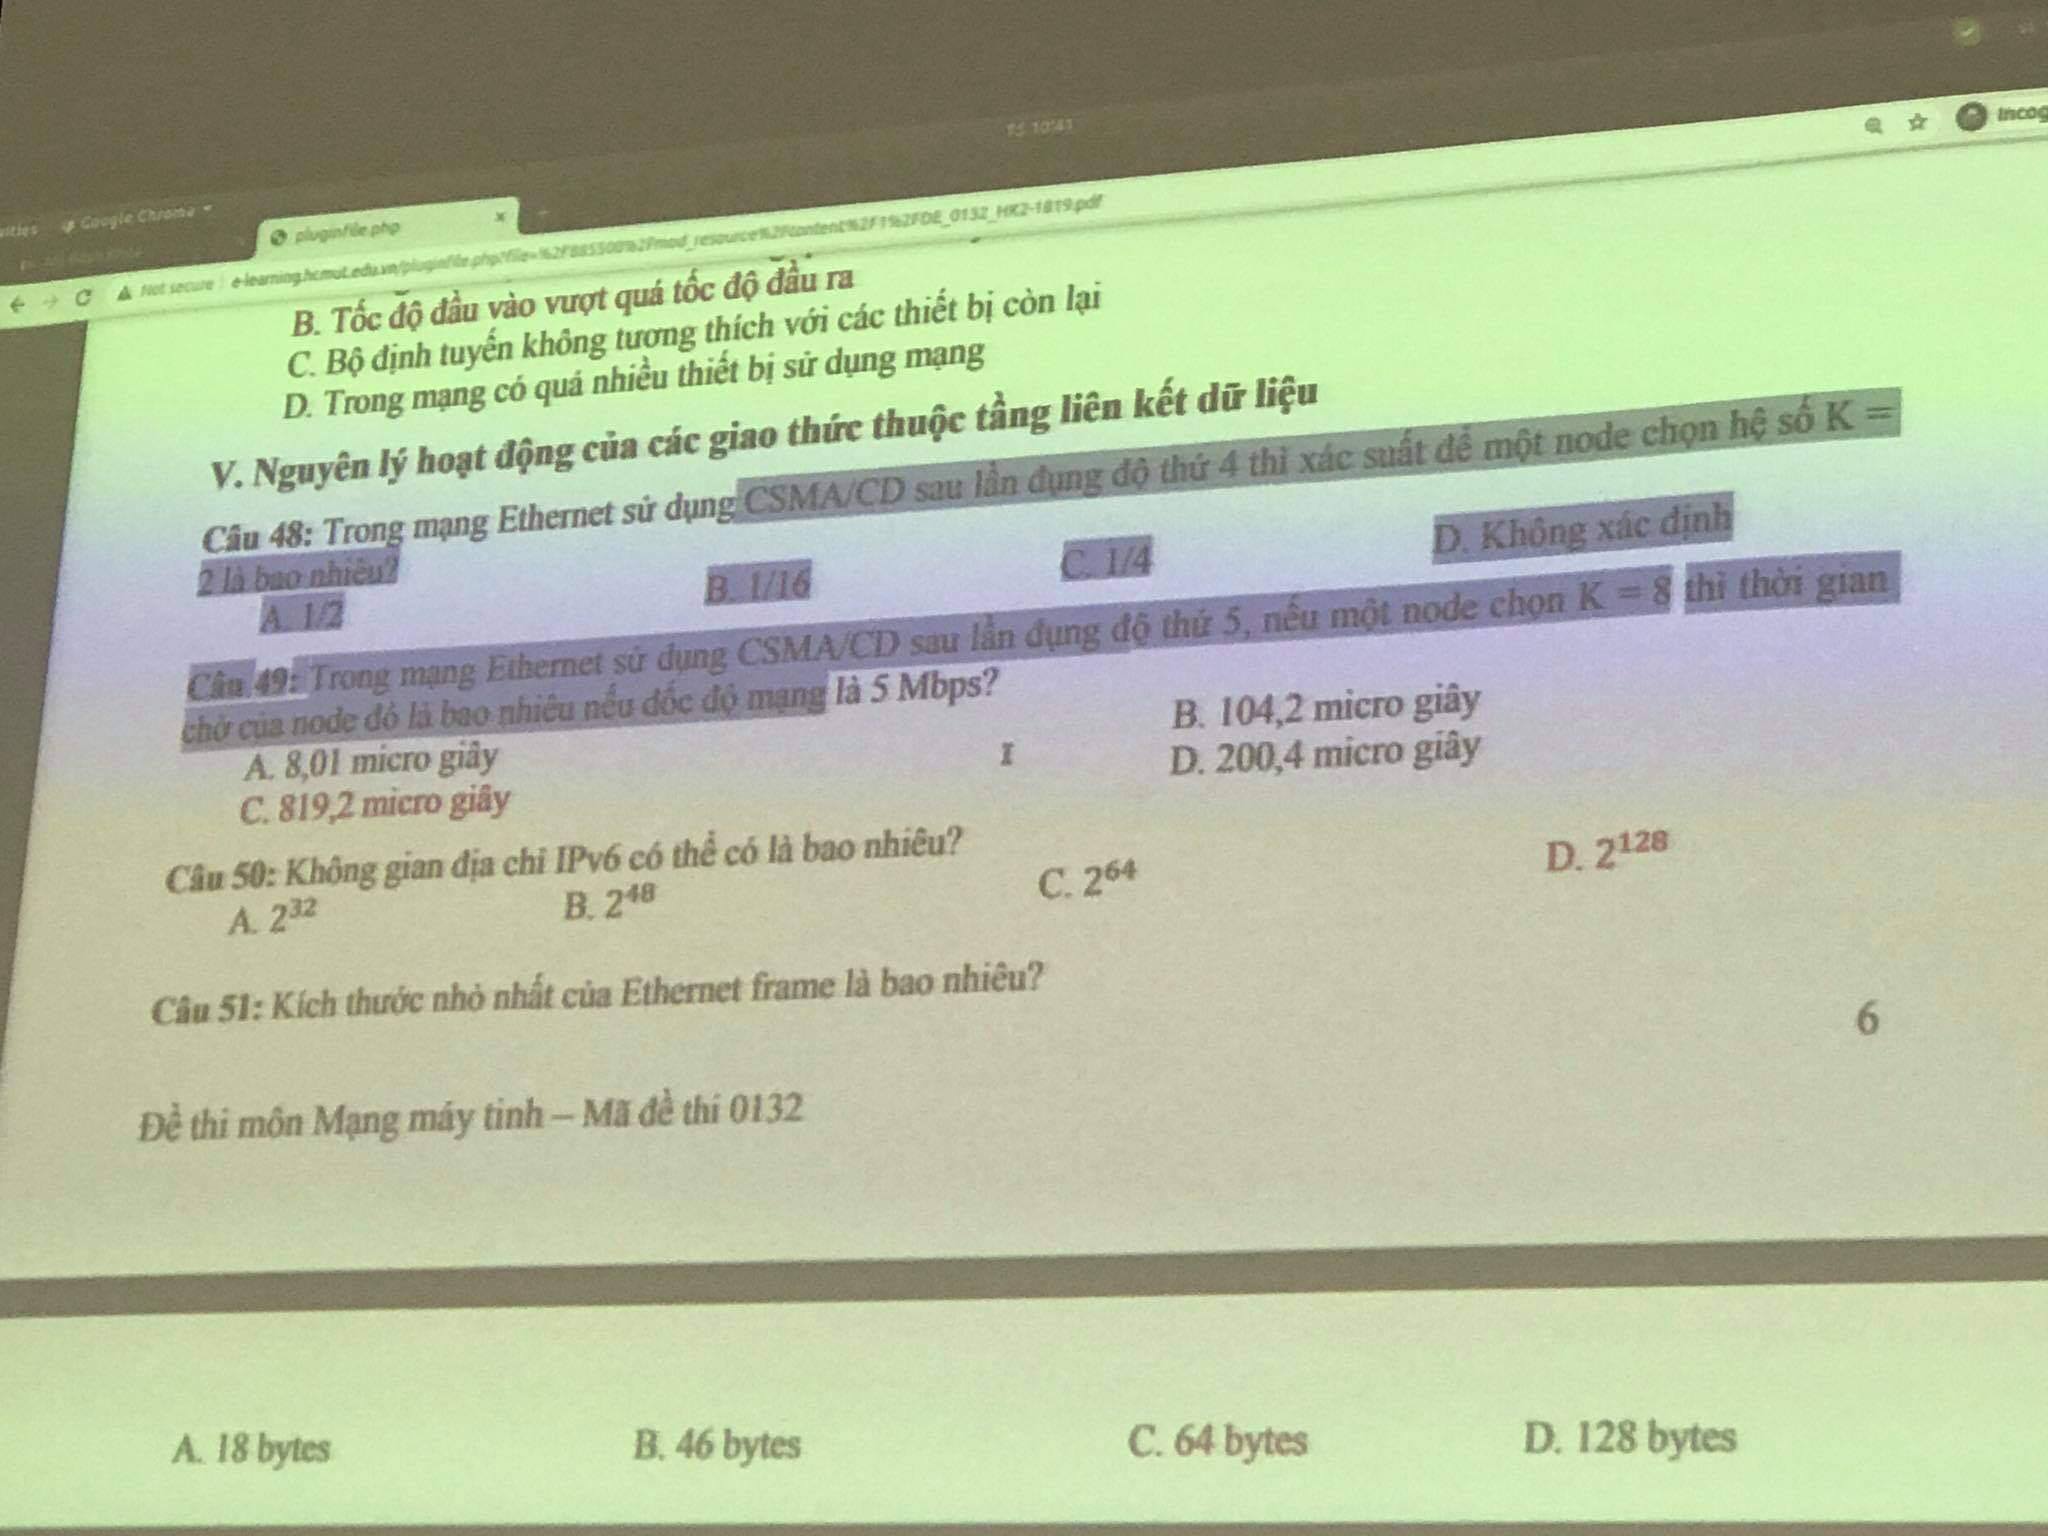 TS 10:41
Incog
Google Chrome
pluginfile.php
Not secure e-learning.hcmut.edu.vn/pluginfile.php?file=%2F885500%2Fmod_resource%2Fcontent%2F1%2FDE_0132_HK2-1819.pdf
B. Tốc độ đầu vào vượt quá tốc độ đầu ra
C. Bộ định tuyến không tương thích với các thiết bị còn lại
D. Trong mạng có quá nhiều thiết bị sử dụng mạng
V. Nguyên lý hoạt động của các giao thức thuộc tầng liên kết dữ liệu
Câu 48: Trong mạng Ethernet sử dụng CSMA/CD sau lần đụng độ thứ 4 thì xác suất để một node chọn hệ số K =
2 là bao nhiêu?
A. 1/2 B. 1/16 C. 1/4 D. Không xác định
Câu 49: Trong mạng Ethernet sử dụng CSMA/CD sau lần đụng độ thứ 5, nếu một node chọn K = 8 thì thời gian
chờ của node đó là bao nhiêu nếu dốc độ mạng là 5 Mbps?
A. 8,01 micro giây B. 104,2 micro giây
C. 819,2 micro giây D. 200,4 micro giây
Câu 50: Không gian địa chỉ IPv6 có thể có là bao nhiêu?
A. 2³² B. 2⁴⁸ C. 2⁶⁴ D. 2¹²⁸
Câu 51: Kích thước nhỏ nhất của Ethernet frame là bao nhiêu?
6
Đề thi môn Mạng máy tính – Mã đề thi 0132
A. 18 bytes B. 46 bytes C. 64 bytes D. 128 bytes